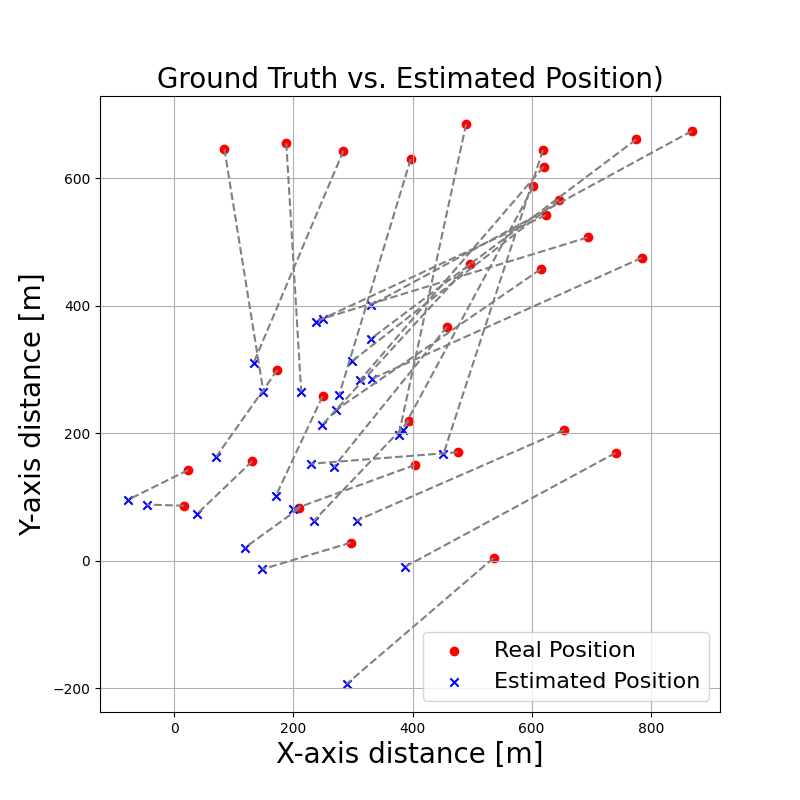 Ground Truth vs. Estimated Position)
Y-axis distance [m]
600
400
200
0
−200
0 200 400 600 800
X-axis distance [m]
Real Position
Estimated Position